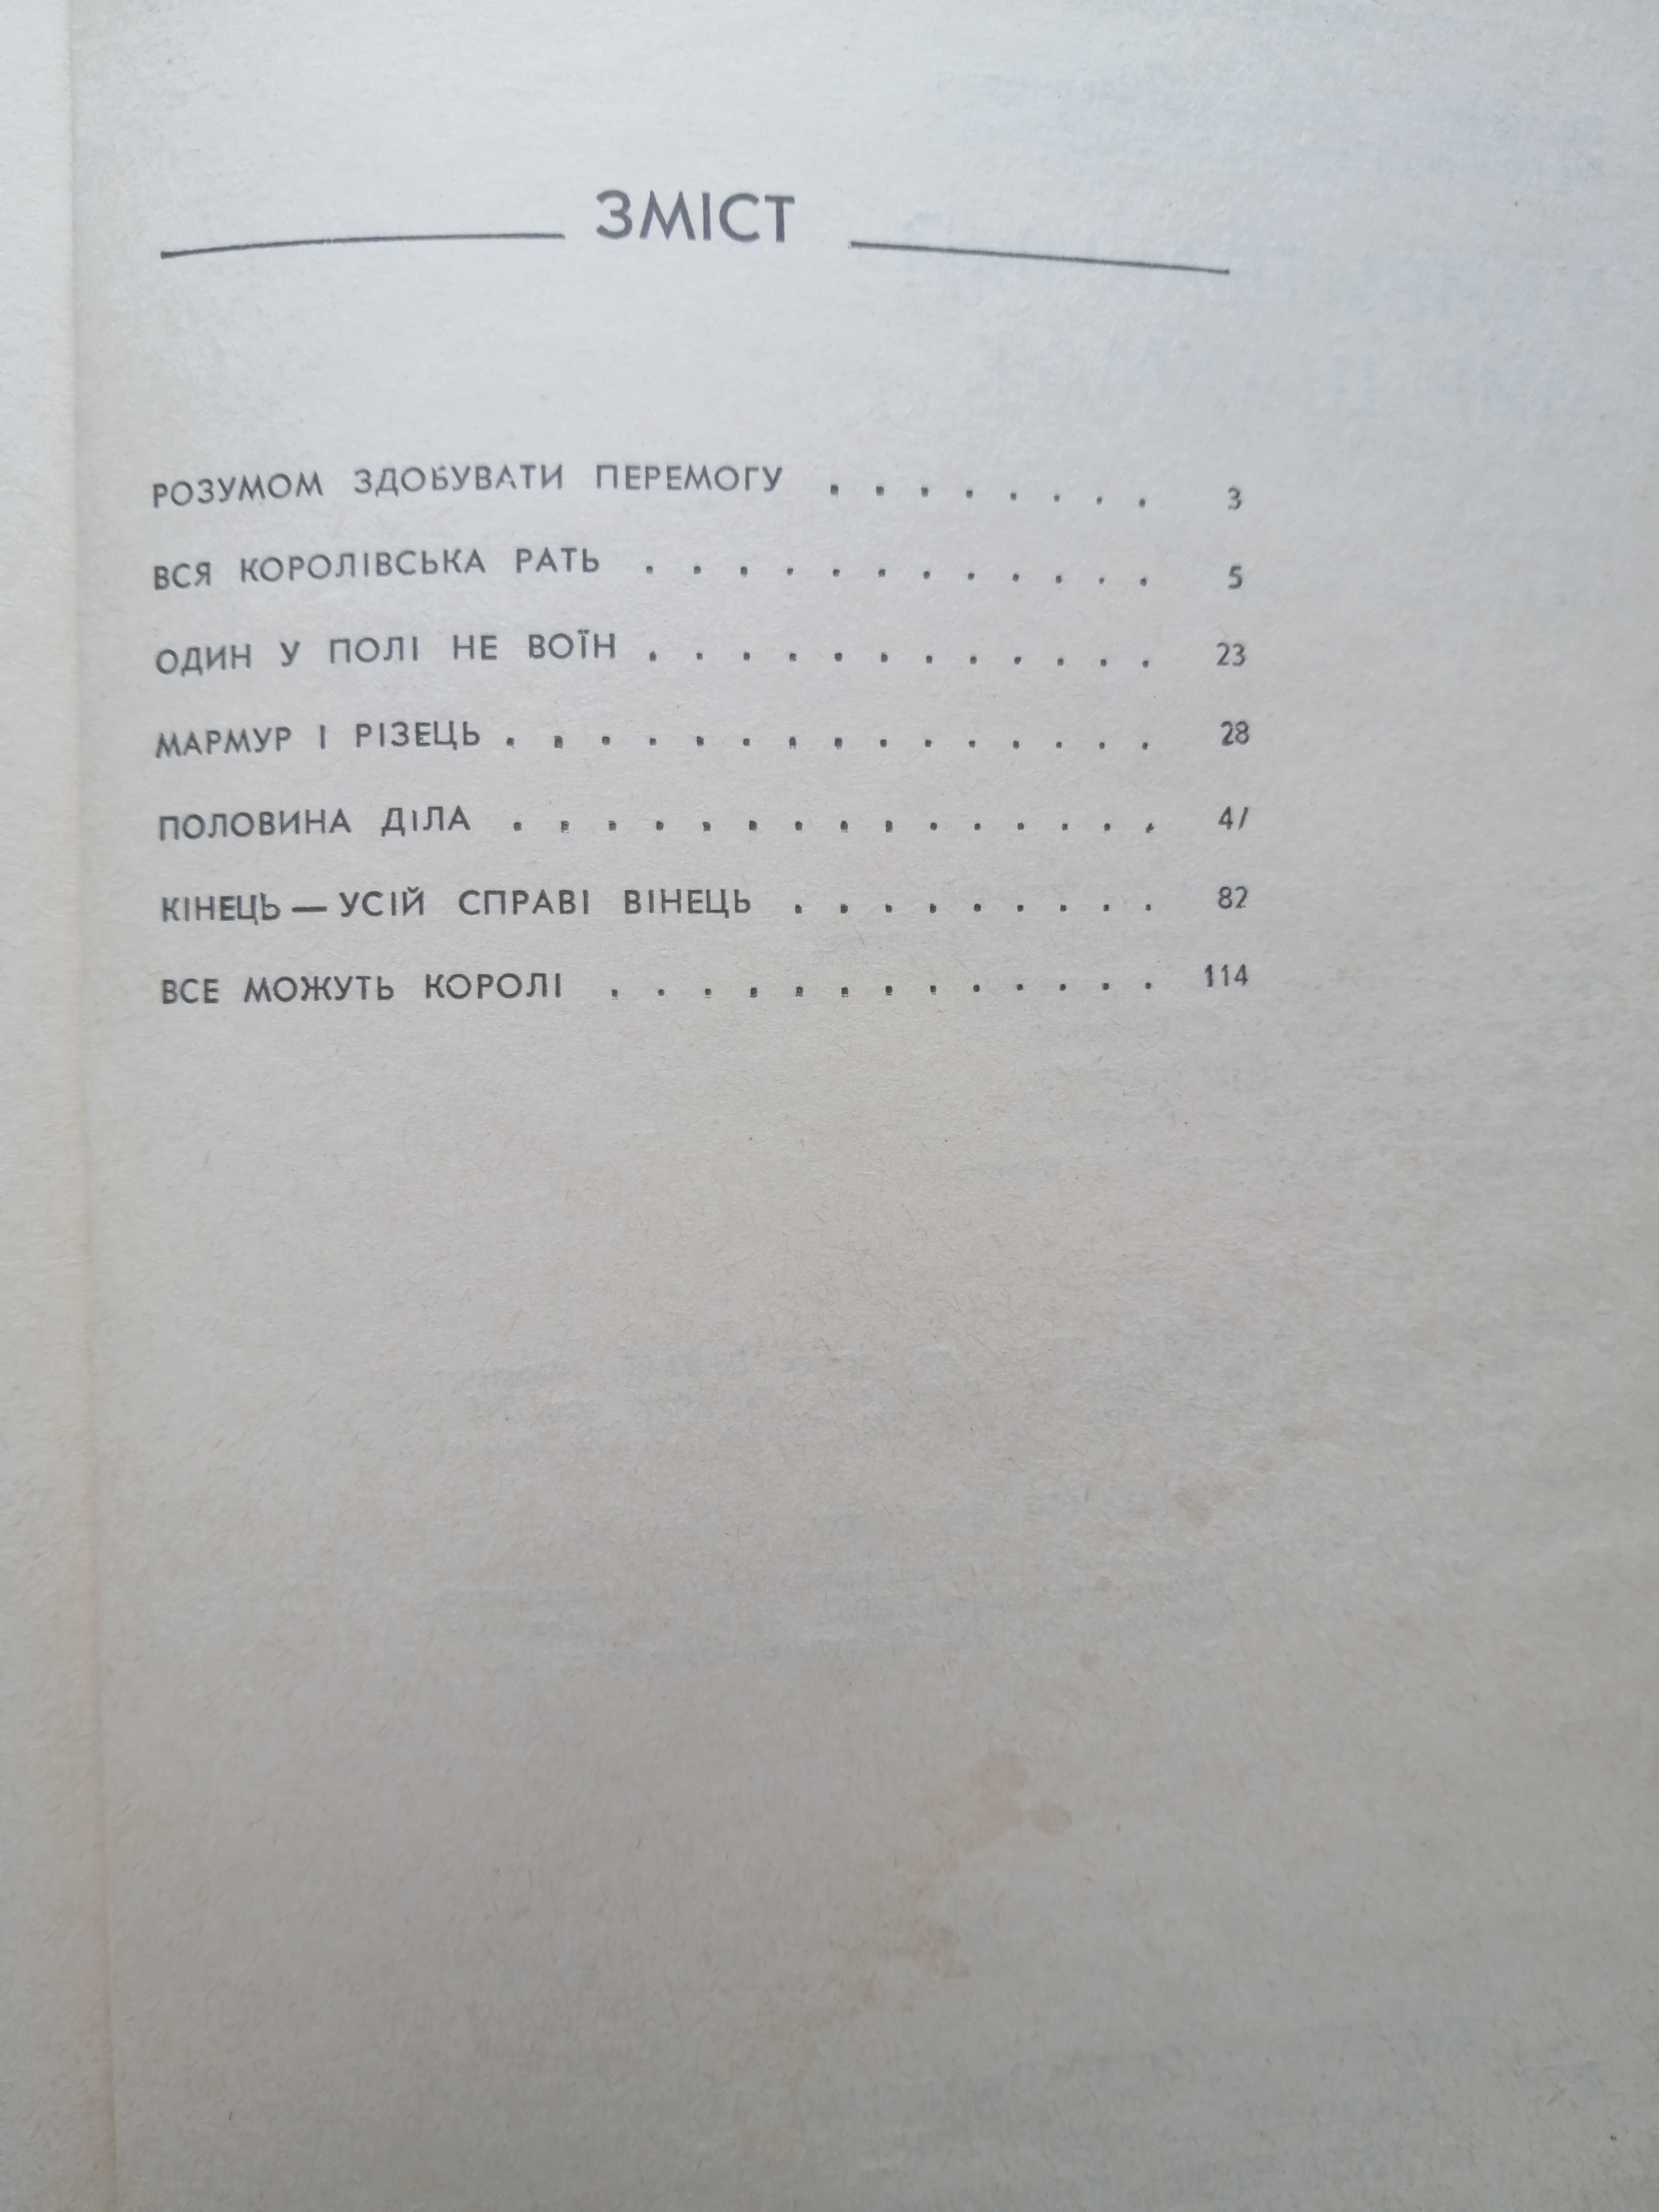 ЗМІСТ
РОЗУМОМ ЗДОБУВАТИ ПЕРЕМОГУ . . . . . . . . 3
ВСЯ КОРОЛІВСЬКА РАТЬ . . . . . . . . . . . . 5
ОДИН У ПОЛІ НЕ ВОЇН . . . . . . . . . . . . 23
МАРМУР І РІЗЕЦЬ . . . . . . . . . . . . . . . 28
ПОЛОВИНА ДІЛА . . . . . . . . . . . . . . . 4/
КІНЕЦЬ — УСІЙ СПРАВІ ВІНЕЦЬ . . . . . . . . . 82
ВСЕ МОЖУТЬ КОРОЛІ . . . . . . . . . . . . . 114